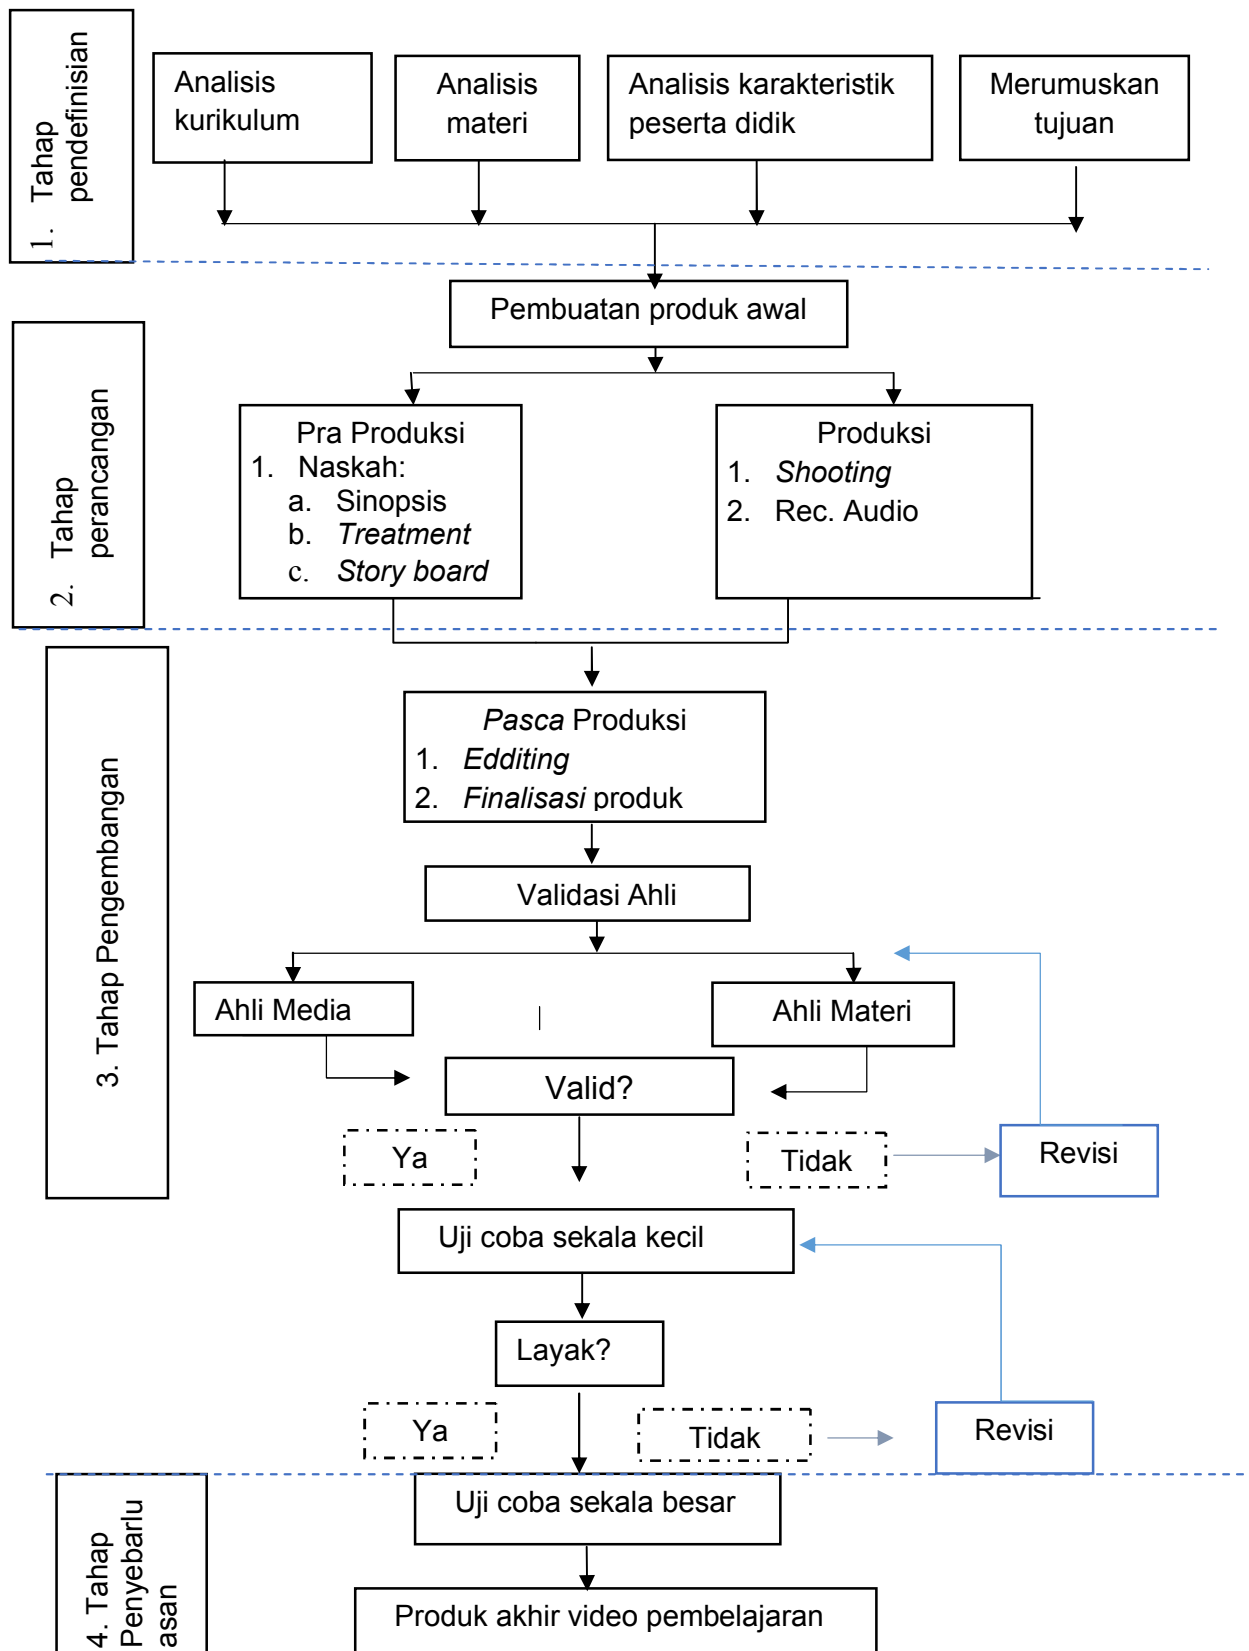 1. Tahap
pendefinisian
Analisis
kurikulum
Analisis
materi
Analisis karakteristik
peserta didik
Merumuskan
tujuan
Pembuatan produk awal
2. Tahap
perancangan
Pra Produksi
1. Naskah:
a. Sinopsis
b. Treatment
c. Story board
Produksi
1. Shooting
2. Rec. Audio
3. Tahap Pengembangan
Pasca Produksi
1. Edditing
2. Finalisasi produk
Validasi Ahli
Ahli Media
Ahli Materi
Valid?
Ya
Tidak
Revisi
Uji coba sekala kecil
Layak?
Ya
Tidak
Revisi
4. Tahap
Penyebarlu
asan
Uji coba sekala besar
Produk akhir video pembelajaran